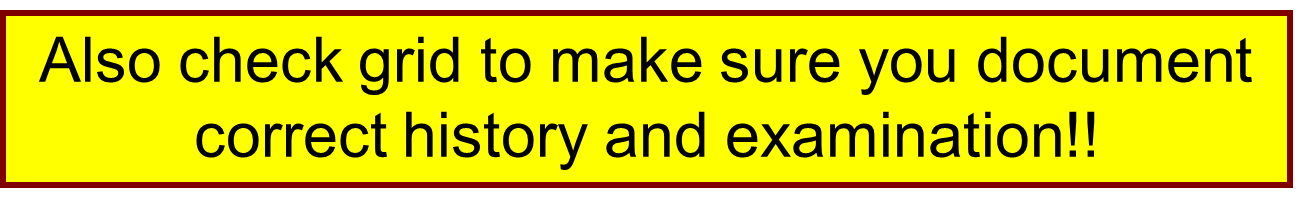 Also check grid to make sure you document
correct history and examination!!